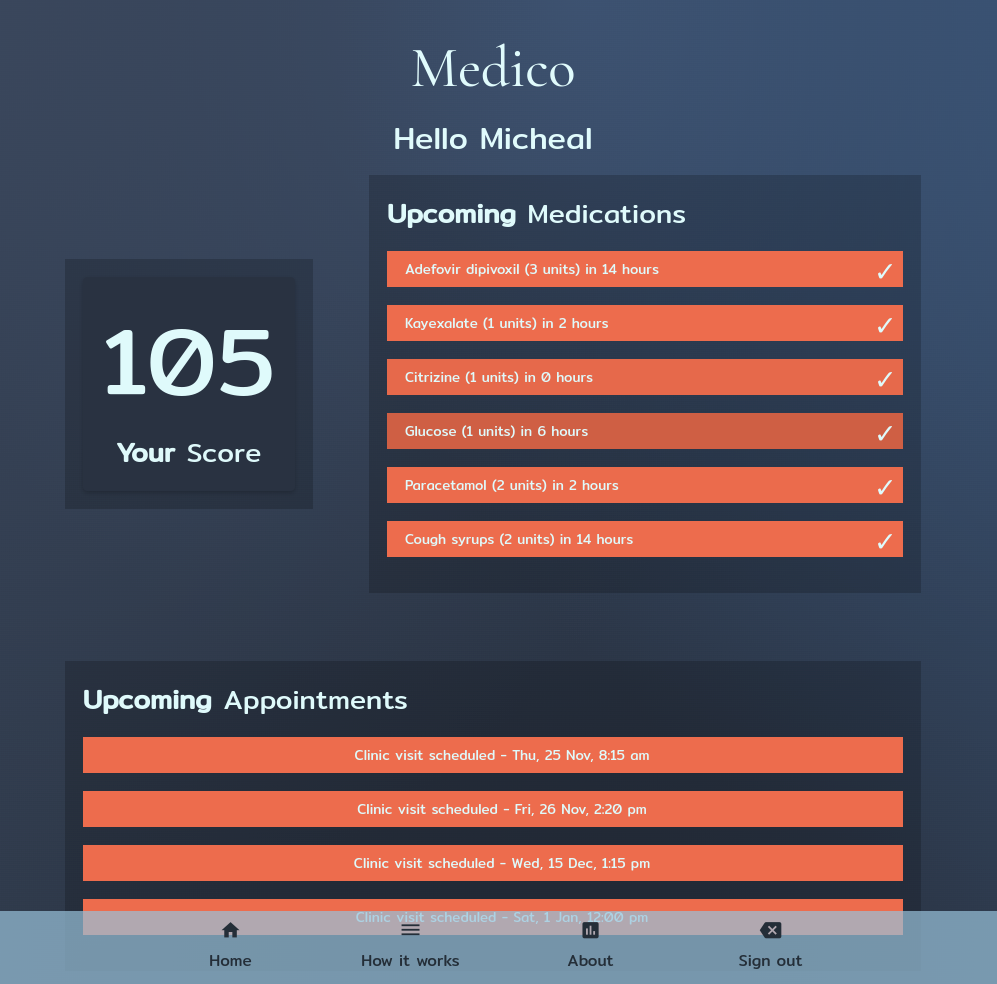 Medico
Hello Micheal
105
Your Score
Upcoming Medications
Adefovir dipivoxil (3 units) in 14 hours ✓
Kayexalate (1 units) in 2 hours ✓
Citrizine (1 units) in 0 hours ✓
Glucose (1 units) in 6 hours ✓
Paracetamol (2 units) in 2 hours ✓
Cough syrups (2 units) in 14 hours ✓
Upcoming Appointments
Clinic visit scheduled - Thu, 25 Nov, 8:15 am
Clinic visit scheduled - Fri, 26 Nov, 2:20 pm
Clinic visit scheduled - Wed, 15 Dec, 1:15 pm
Clinic visit scheduled - Sat, 1 Jan, 12:00 pm
Home How it works About Sign out